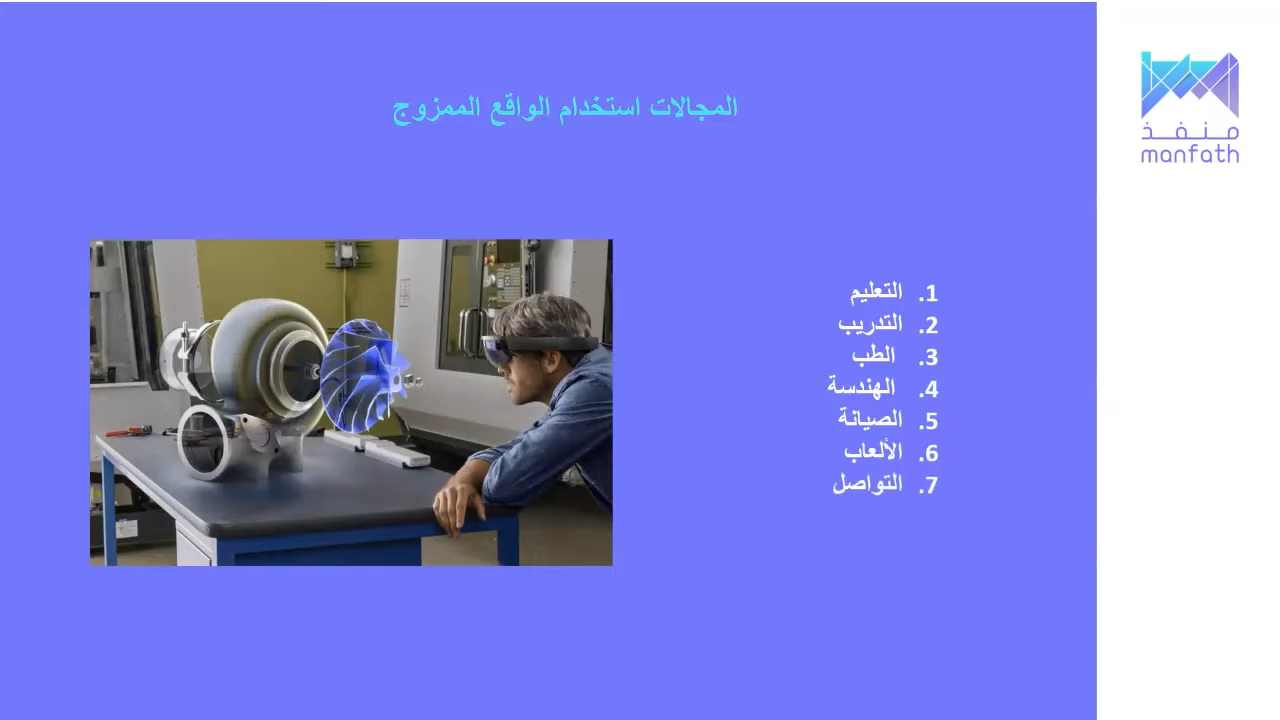 المجالات استخدام الواقع الممزوج
1. التعليم
2. التدريب
3. الطب
4. الهندسة
5. الصيانة
6. الألعاب
7. التواصل
منفذ
manfath